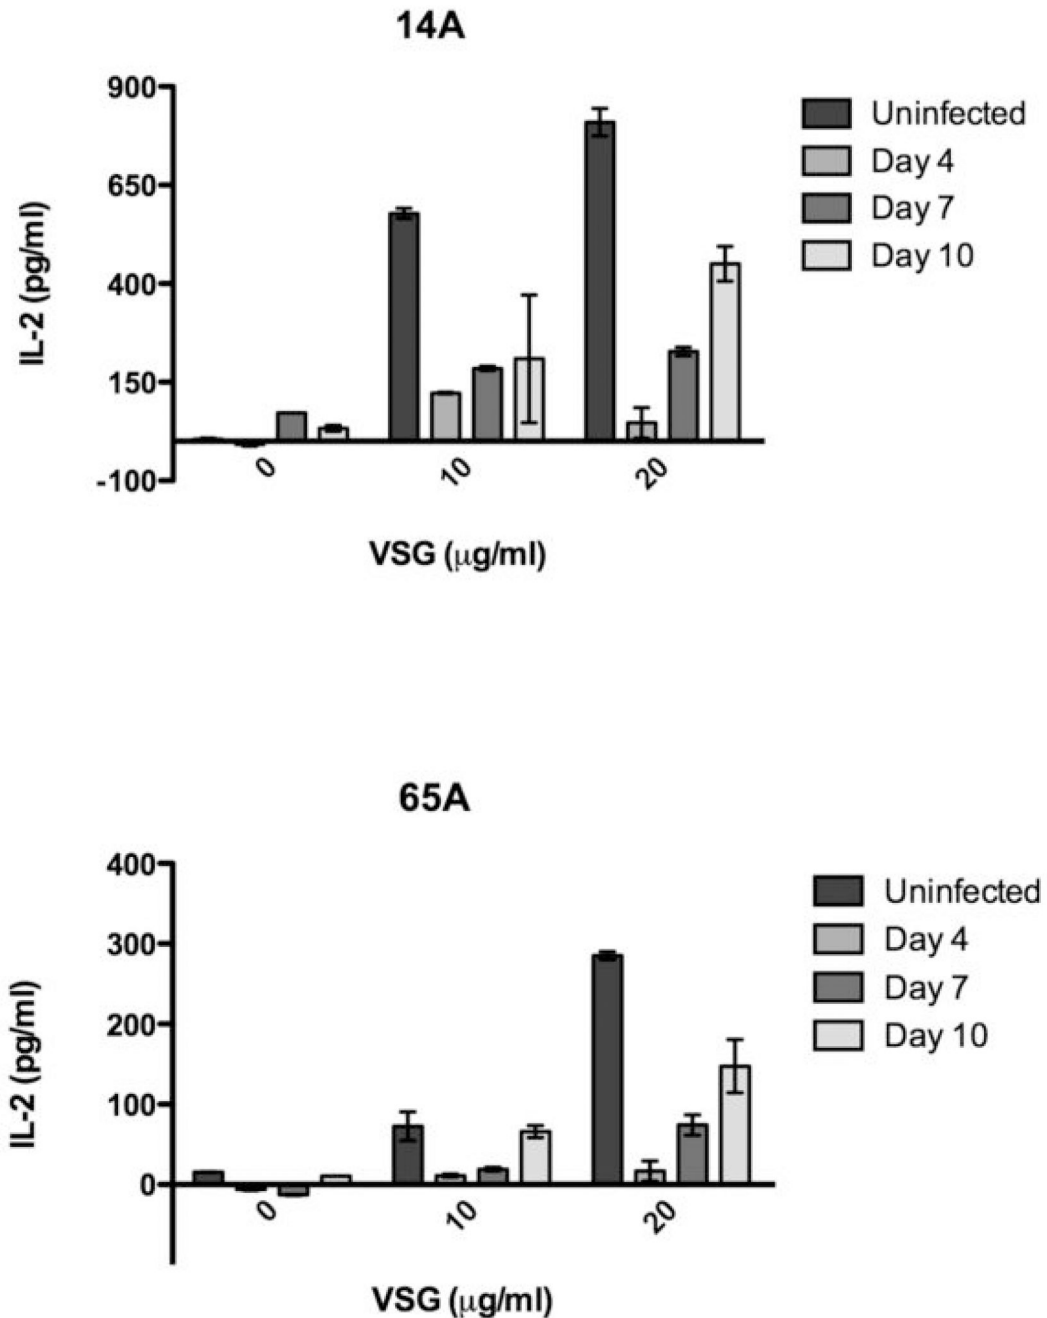 14A
900
650
400
150
-100
IL-2 (pg/ml)
0
10
20
VSG (μg/ml)
Uninfected
Day 4
Day 7
Day 10
65A
400
300
200
100
0
IL-2 (pg/ml)
0
10
20
VSG (μg/ml)
Uninfected
Day 4
Day 7
Day 10